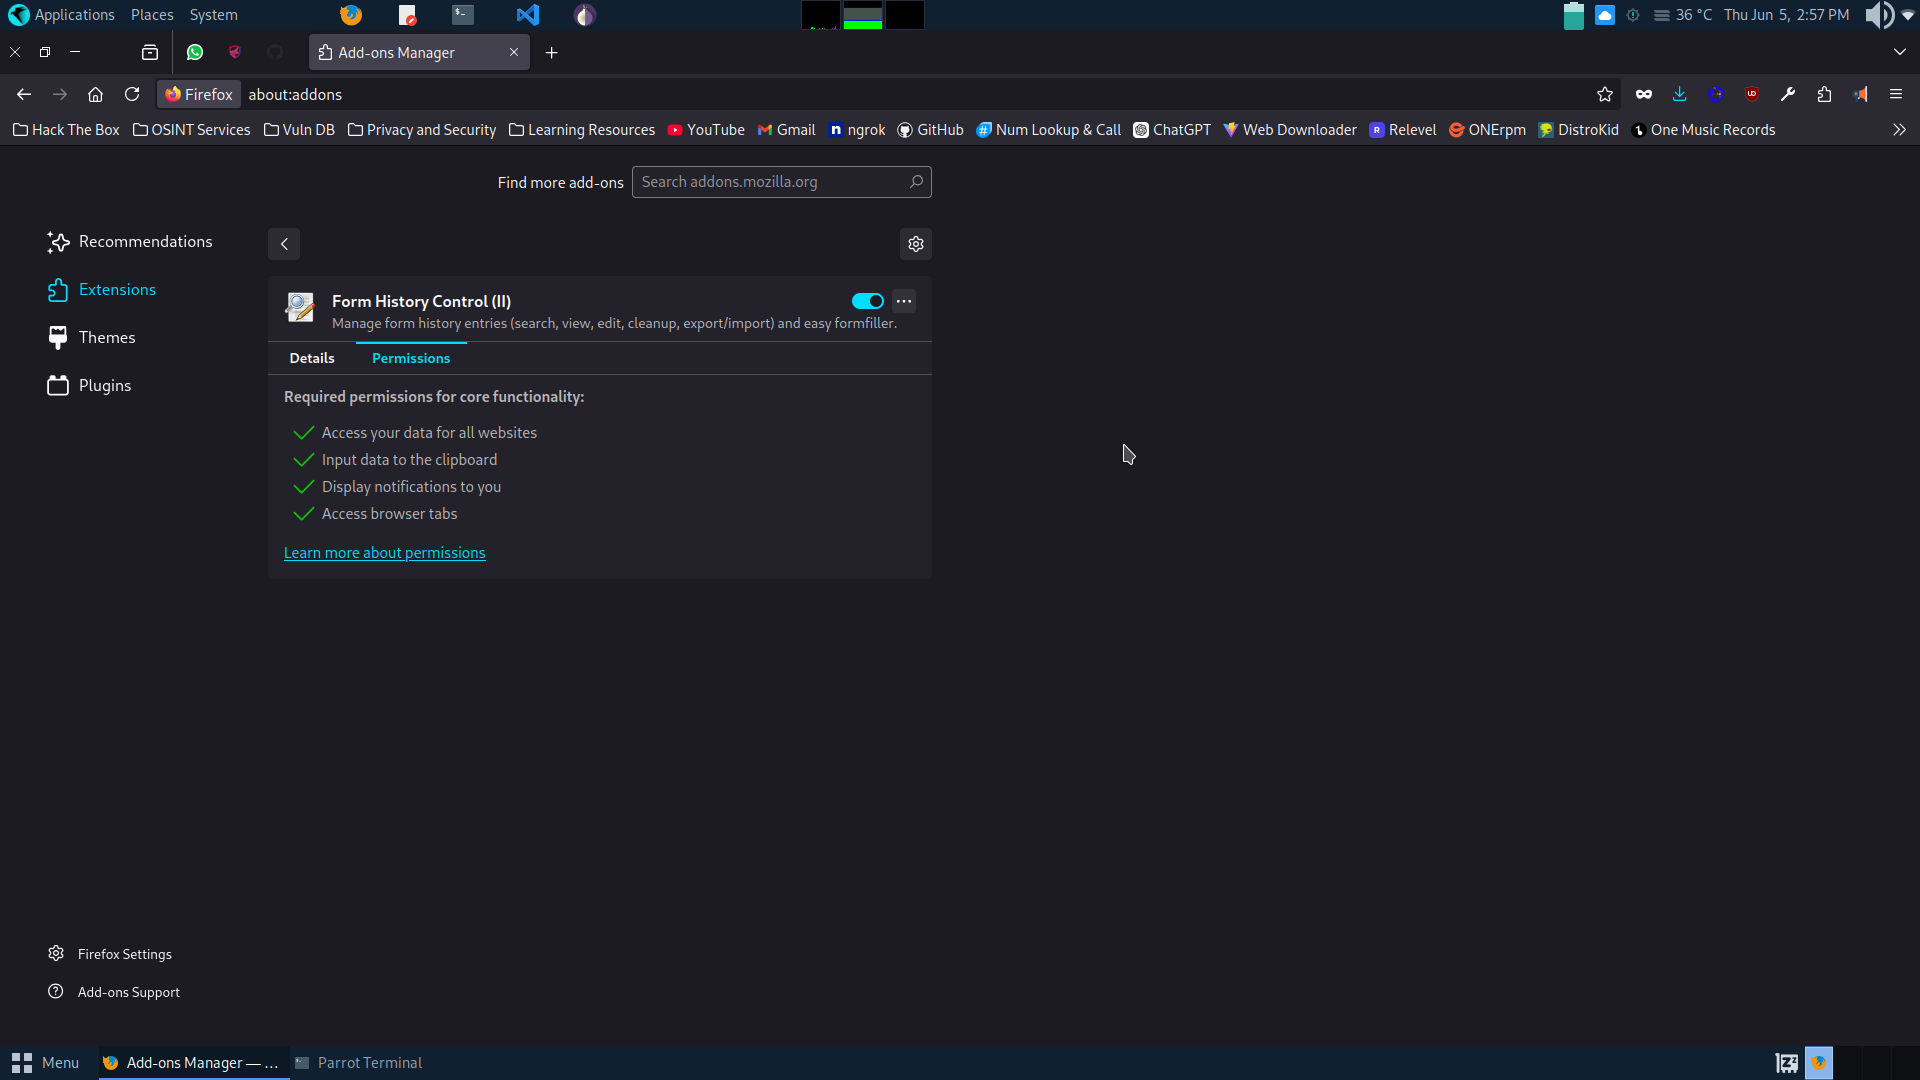 Applications Places System
36 °C Thu Jun 5, 2:57 PM
Add-ons Manager
Firefox about:addons
Hack The Box OSINT Services Vuln DB Privacy and Security Learning Resources YouTube Gmail ngrok GitHub Num Lookup & Call ChatGPT Web Downloader Relevel ONErpm DistroKid One Music Records
Find more add-ons Search addons.mozilla.org
Recommendations
Extensions
Themes
Plugins
Form History Control (II)
Manage form history entries (search, view, edit, cleanup, export/import) and easy formfiller.
Details Permissions
Required permissions for core functionality:
Access your data for all websites
Input data to the clipboard
Display notifications to you
Access browser tabs
Learn more about permissions
Firefox Settings
Add-ons Support
Menu Add-ons Manager — ... Parrot Terminal